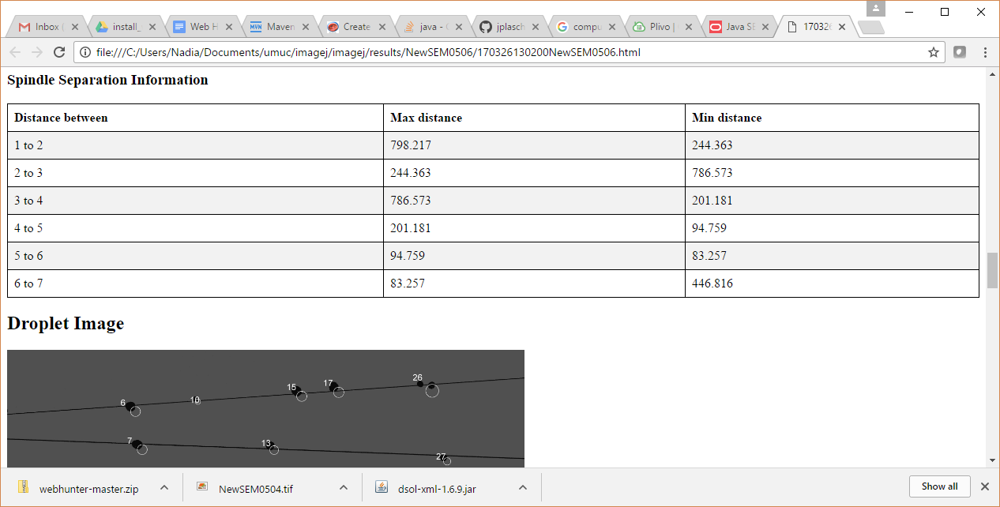 Inbox (
install_
Web H
Maven
Create
java - C
jplasch
compu
Plivo |
Java SE
170326
file:///C:/Users/Nadia/Documents/umuc/imagej/imagej/results/NewSEM0506/170326130200NewSEM0506.html
Spindle Separation Information
Distance between Max distance Min distance
1 to 2 798.217 244.363
2 to 3 244.363 786.573
3 to 4 786.573 201.181
4 to 5 201.181 94.759
5 to 6 94.759 83.257
6 to 7 83.257 446.816
Droplet Image
26
15 17
6 10
7 13
27
webhunter-master.zip NewSEM0504.tif dsol-xml-1.6.9.jar Show all